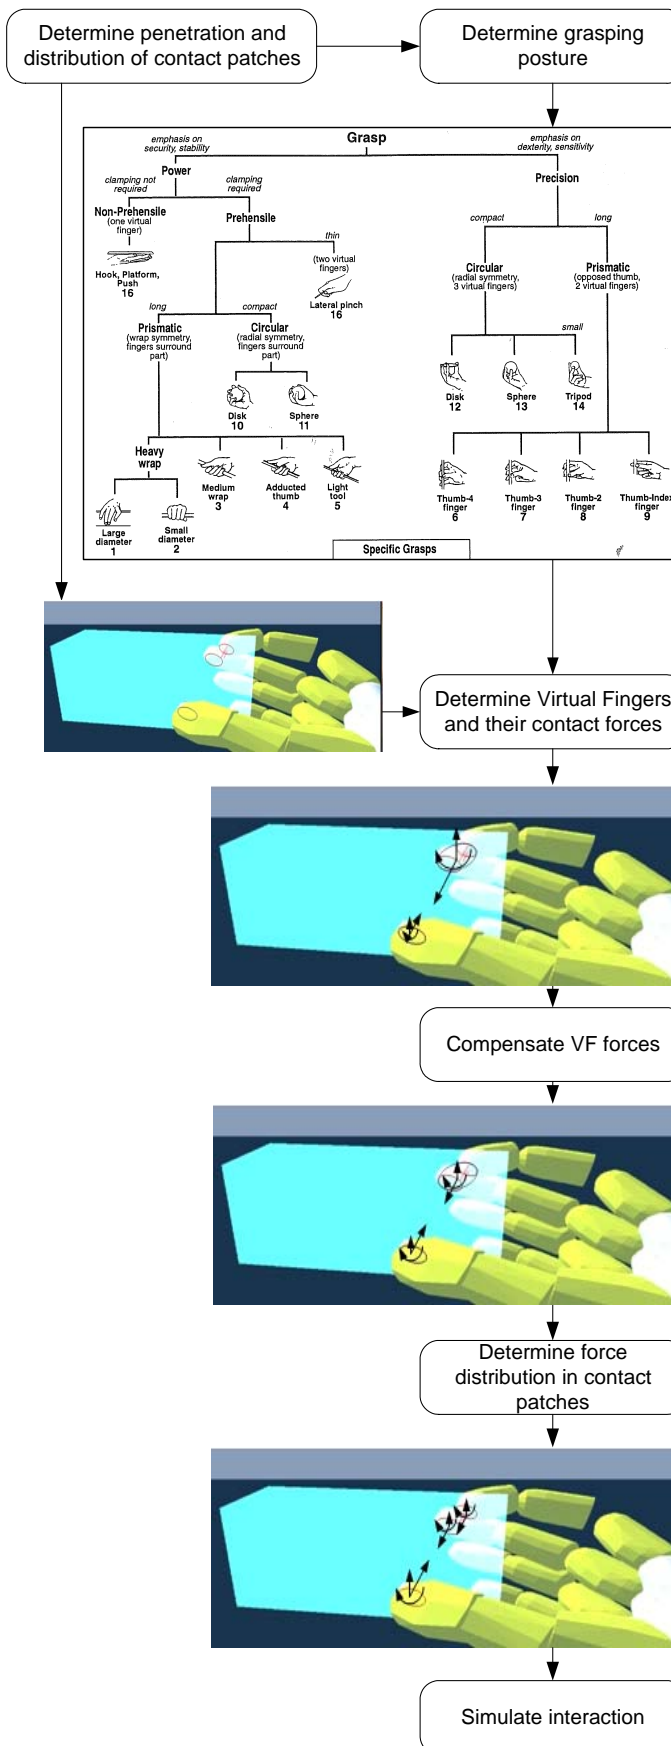 Determine penetration and
distribution of contact patches
Determine grasping
posture
Grasp
emphasis on
security, stability
emphasis on
dexterity, sensitivity
Power
Precision
clamping not
required
clamping
required
Non-Prehensile
(one virtual
finger)
Prehensile
Hook, Platform,
Push
16
thin
(two virtual
fingers)
Lateral pinch
16
compact
long
Circular
(radial symmetry,
3 virtual fingers)
Prismatic
(opposed thumb,
2 virtual fingers)
long
compact
Prismatic
(wrap symmetry,
fingers surround
part)
Circular
(radial symmetry,
fingers surround
part)
small
Disk
10
Sphere
11
Disk
12
Sphere
13
Tripod
14
Heavy
wrap
Large
diameter
1
Small
diameter
2
Medium
wrap
3
Adducted
thumb
4
Light
tool
5
Thumb-4
finger
6
Thumb-3
finger
7
Thumb-2
finger
8
Thumb-Index
finger
9
Specific Grasps
Determine Virtual Fingers
and their contact forces
Compensate VF forces
Determine force
distribution in contact
patches
Simulate interaction